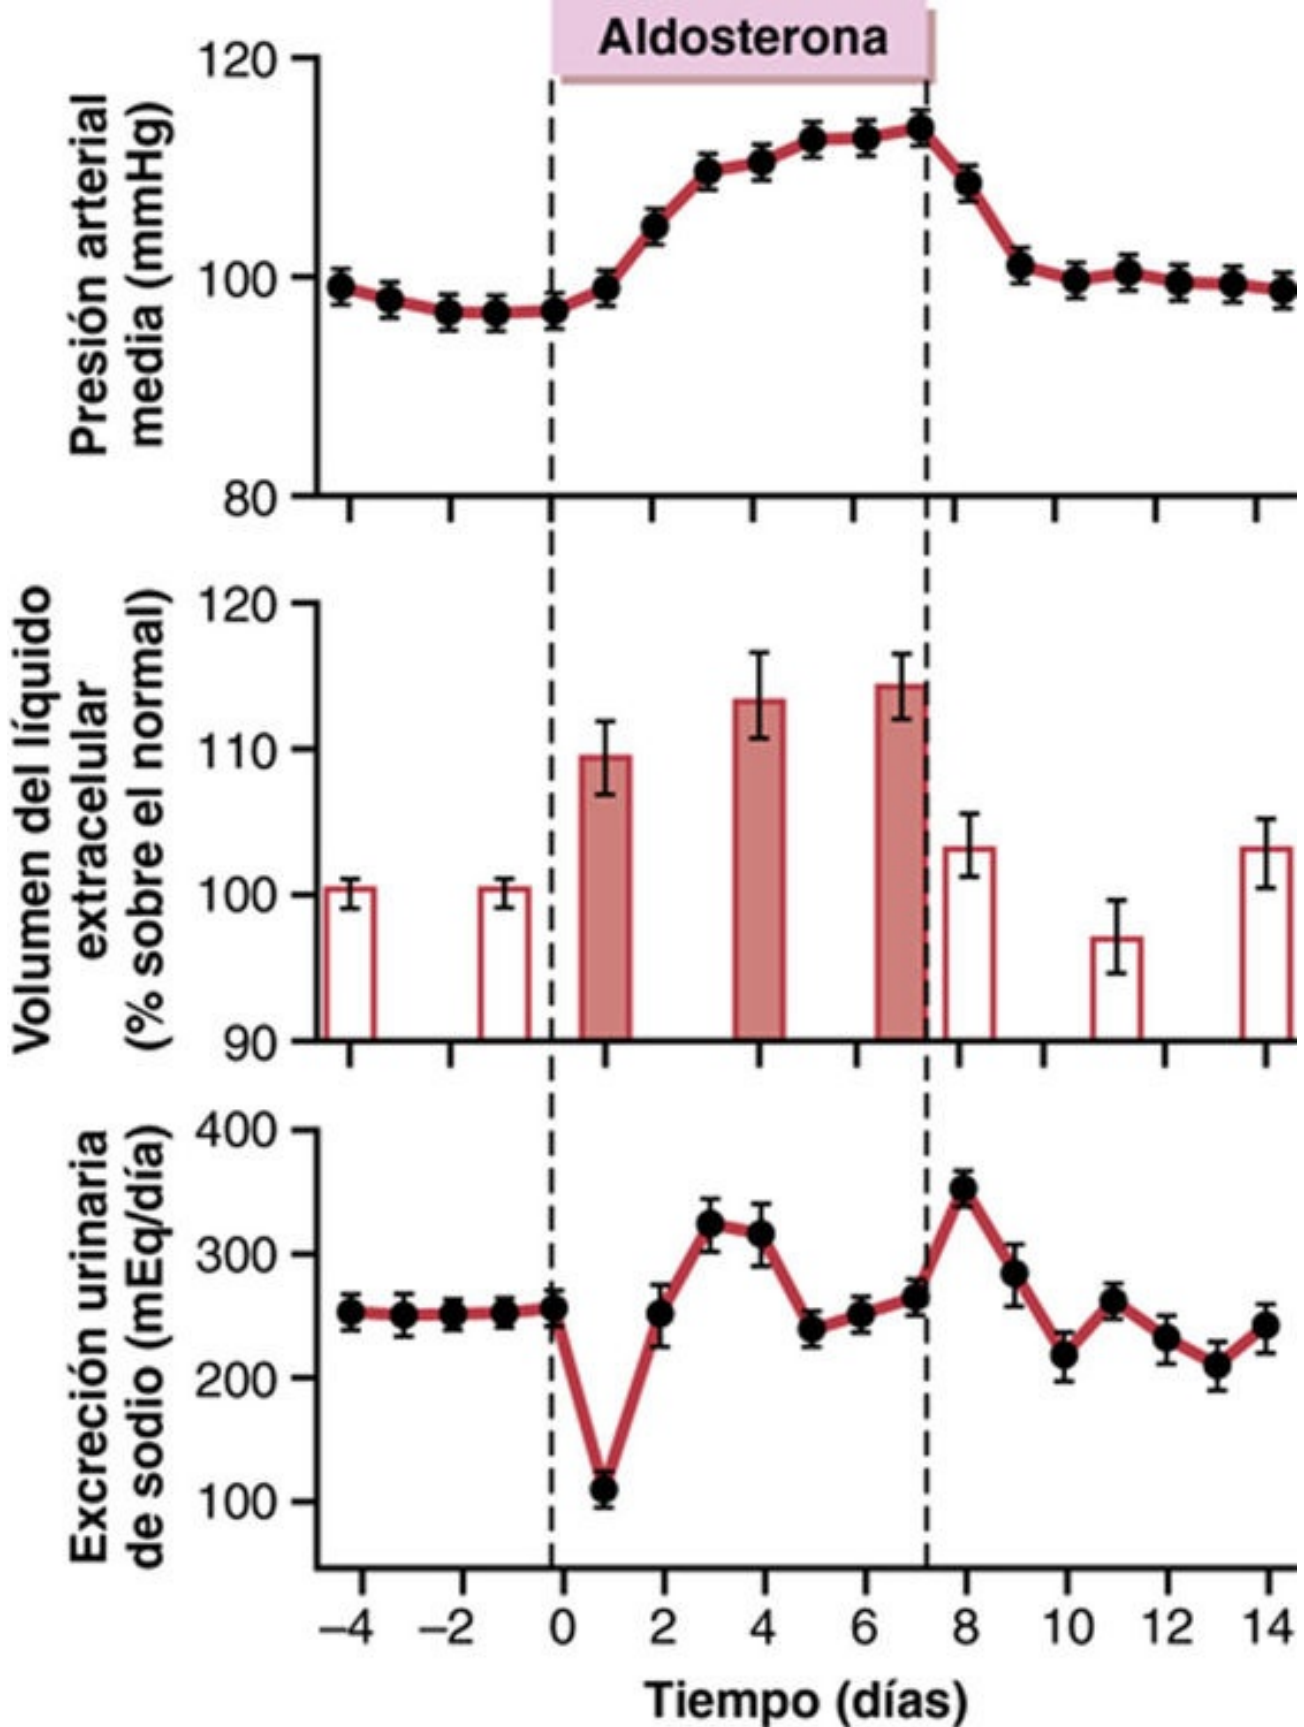 Aldosterona
Presión arterial
media (mmHg)
120
100
80
Volumen del líquido
extracelular
(% sobre el normal)
120
110
100
90
Excreción urinaria
de sodio (mEq/día)
400
300
200
100
–4 –2 0 2 4 6 8 10 12 14
Tiempo (días)